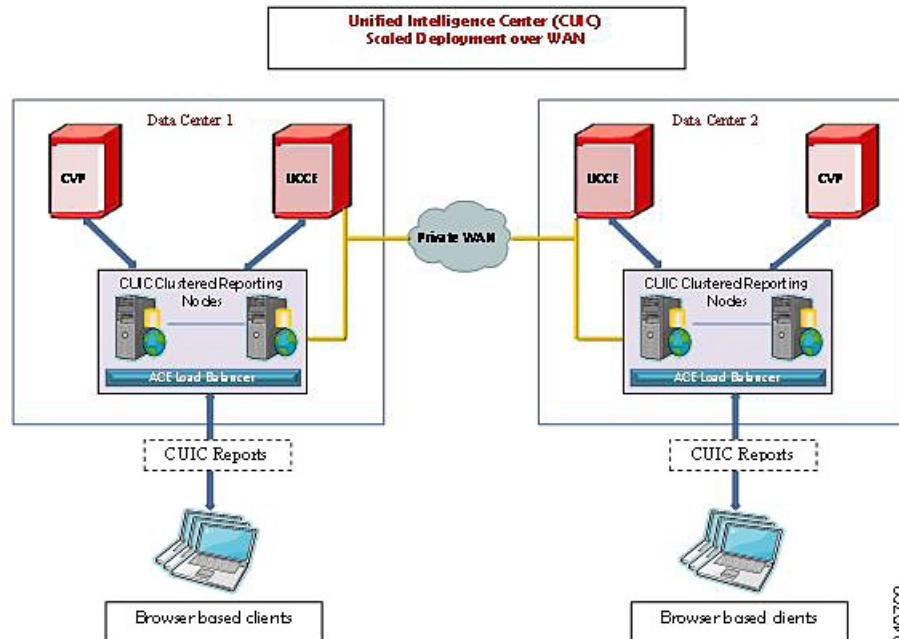 Unified Intelligence Center (CUIC)
Scaled Deployment over WAN
Data Center 1
CVP
UCCE
CUIC Clustered Reporting
Nodes
ACE Load Balancer
CUIC Reports
Browser based clients
Private WAN
Data Center 2
UCCE
CVP
CUIC Clustered Reporting
Nodes
ACE Load Balancer
CUIC Reports
Browser based clients